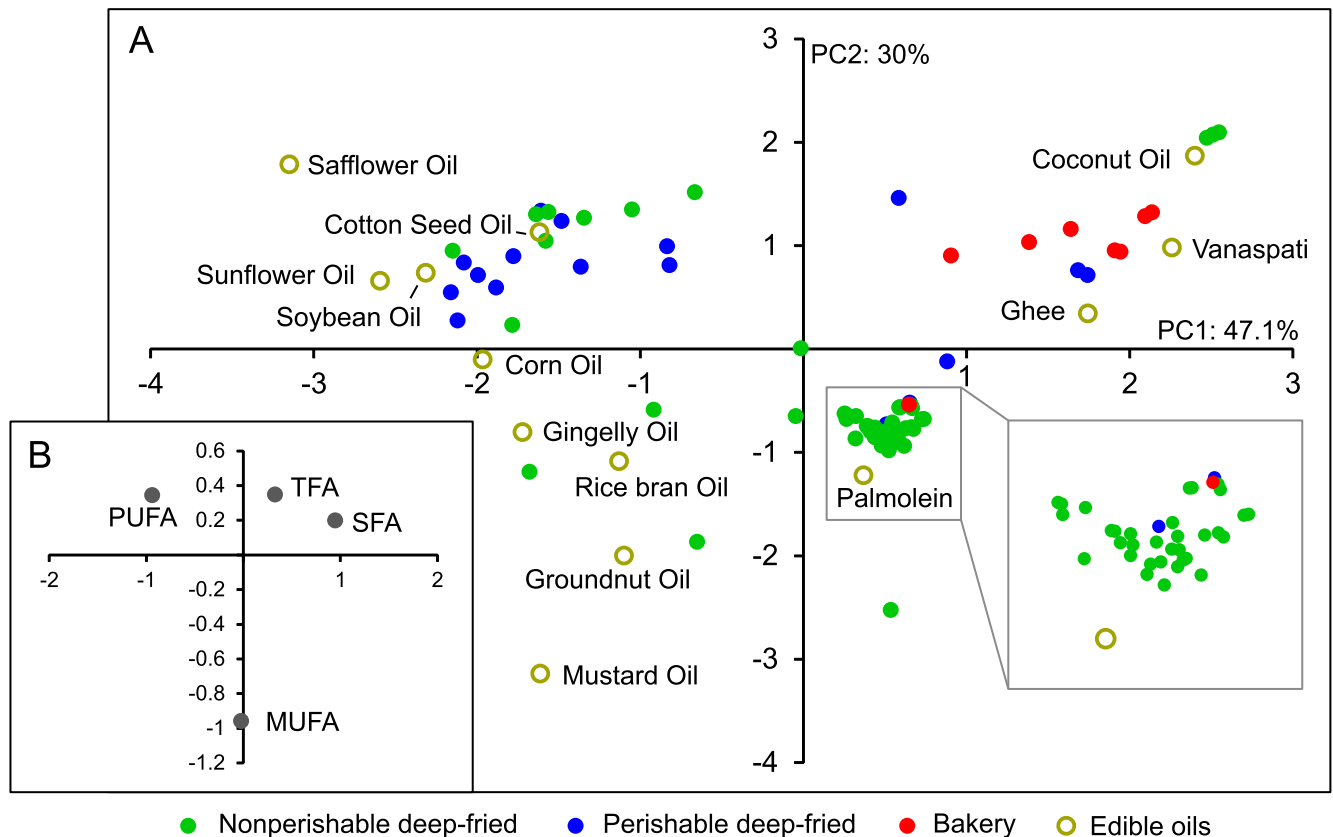 A
3
PC2: 30%
2
Coconut Oil
Safflower Oil
Cotton Seed Oil
1
Vanaspati
Sunflower Oil
Soybean Oil
Ghee
PC1: 47.1%
-4
-3
-2
-1
1
2
3
Corn Oil
Gingelly Oil
-1
Rice bran Oil
Palmolein
-2
Groundnut Oil
-3
Mustard Oil
-4
B
0.6
0.4
TFA
PUFA
0.2
SFA
-2
-1
1
2
-0.2
-0.4
-0.6
-0.8
-1
MUFA
-1.2
Nonperishable deep-fried
Perishable deep-fried
Bakery
Edible oils